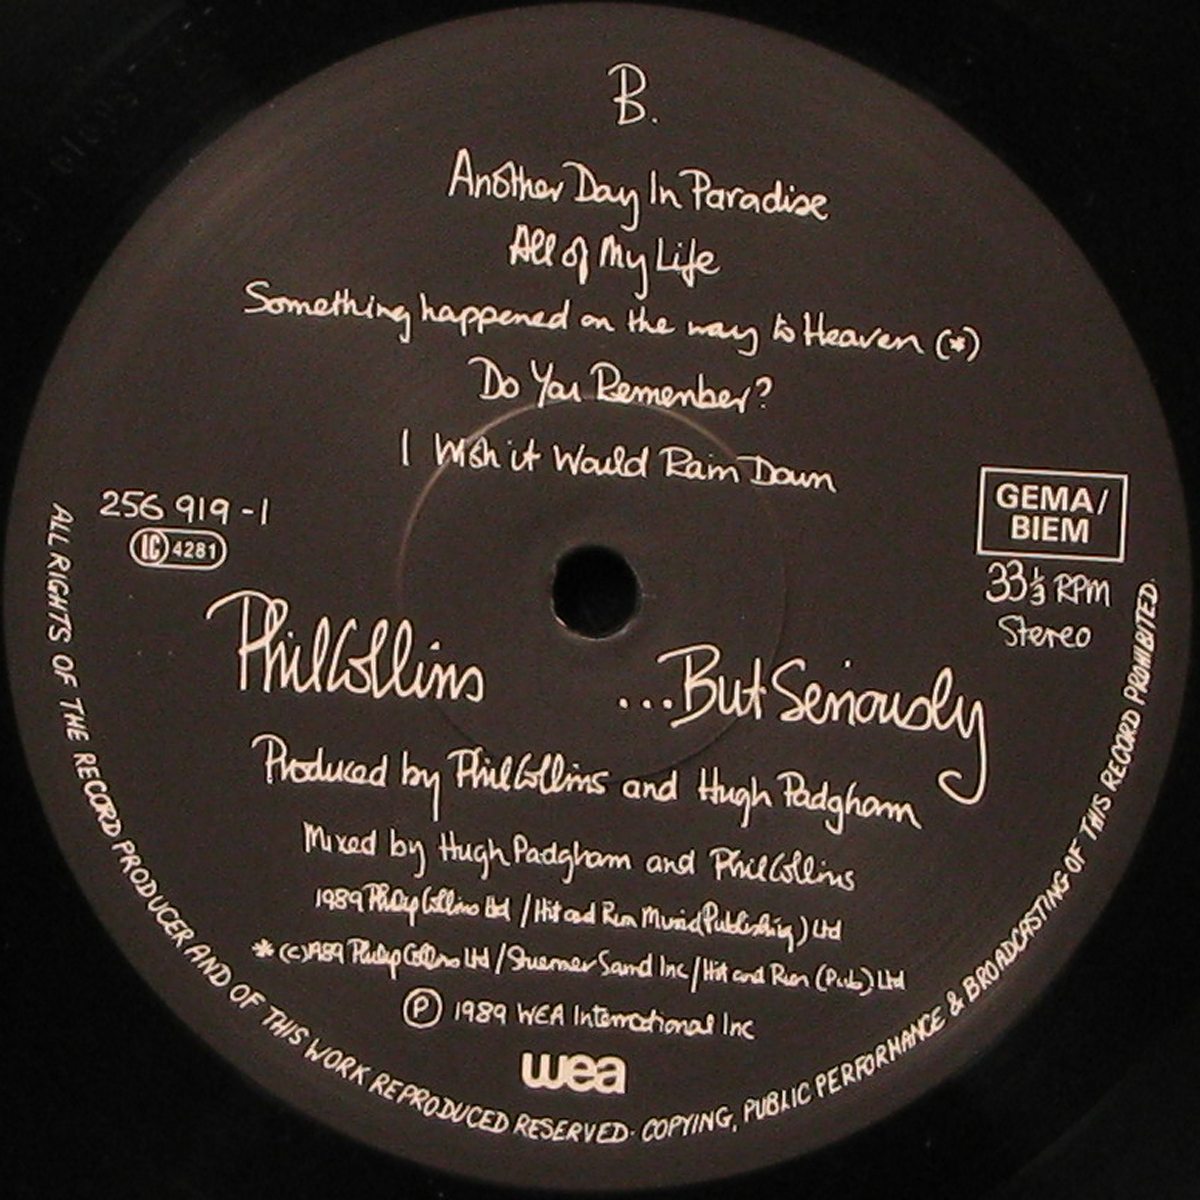 B.
Another Day In Paradise
All of My Life
Something happened on the way to Heaven (*)
Do You Remember?
I Wish it Would Rain Down
256 919-1
LC 4281
GEMA/
BIEM
33 1/3 RPM
Stereo
Phil Collins
...But Seriously
Produced by Phil Collins and Hugh Padgham
Mixed by Hugh Padgham and Phil Collins
1989 Philip Collins Ltd / Hit and Run Music (Publishing) Ltd
* (c) 1989 Philip Collins Ltd / Stuermer Sand Inc / Hit and Run (Pub) Ltd
Ⓟ 1989 WEA International Inc
wea
ALL RIGHTS OF THE RECORD PRODUCER AND OF THIS WORK REPRODUCED RESERVED· COPYING, PUBLIC PERFORMANCE & BROADCASTING OF THIS RECORD PROHIBITED.